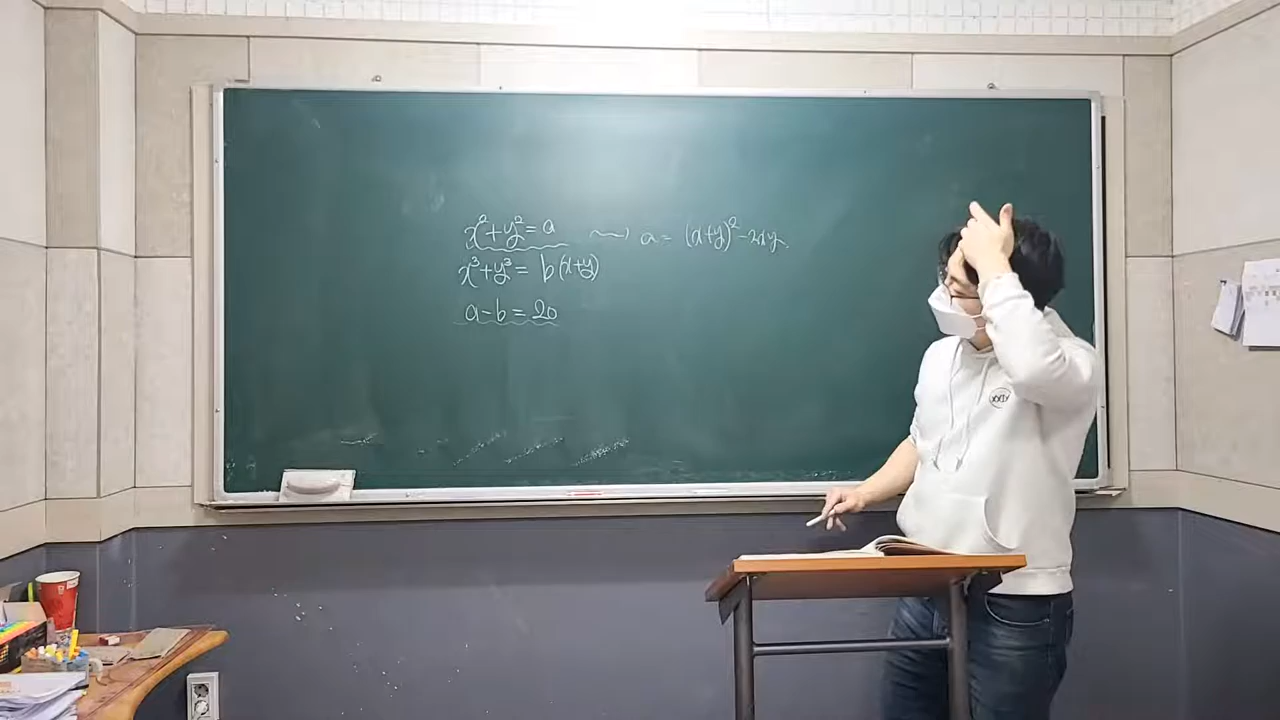 x²+y²=a ⟿ a = (x+y)²-2xy.
x³+y³= b(x+y)
a-b = 20